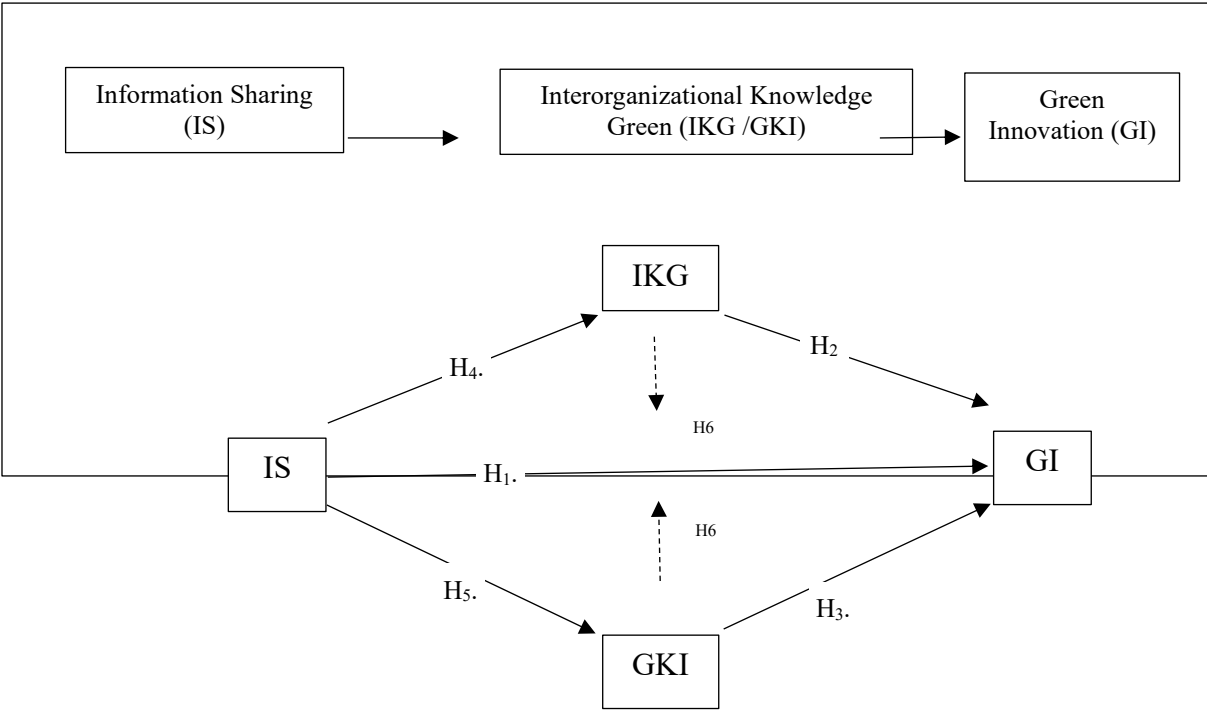 Information Sharing
(IS)
Interorganizational Knowledge
Green (IKG /GKI)
Green
Innovation (GI)
IKG
H2
H4.
H6
IS
H1.
GI
H6
H5.
H3.
GKI